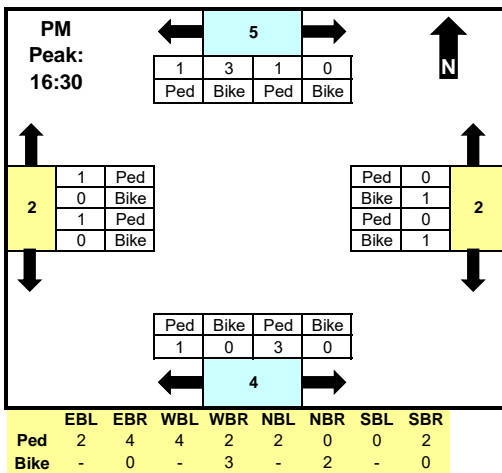 PM
Peak:
16:30
5
1 3 1 0
Ped Bike Ped Bike
N
2
1 Ped
0 Bike
1 Ped
0 Bike
Ped 0
Bike 1
Ped 0
Bike 1
2
Ped Bike Ped Bike
1 0 3 0
4
EBL EBR WBL WBR NBL NBR SBL SBR
Ped 2 4 4 2 2 0 0 2
Bike - 0 - 3 - 2 - 0